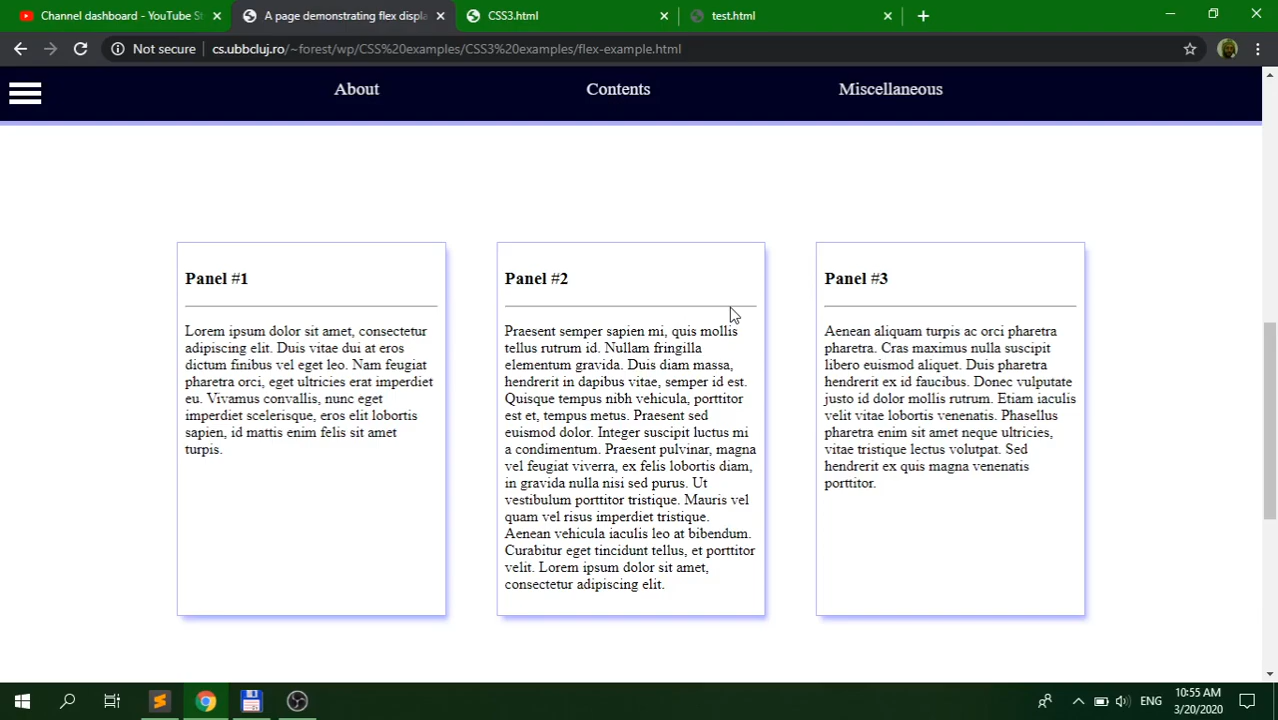 Channel dashboard - YouTube St
A page demonstrating flex displa
CSS3.html
test.html
Not secure
cs.ubbcluj.ro/~forest/wp/CSS%20examples/CSS3%20examples/flex-example.html
About
Contents
Miscellaneous
Panel #1
Lorem ipsum dolor sit amet, consectetur
adipiscing elit. Duis vitae dui at eros
dictum finibus vel eget leo. Nam feugiat
pharetra orci, eget ultricies erat imperdiet
eu. Vivamus convallis, nunc eget
imperdiet scelerisque, eros elit lobortis
sapien, id mattis enim felis sit amet
turpis.
Panel #2
Praesent semper sapien mi, quis mollis
tellus rutrum id. Nullam fringilla
elementum gravida. Duis diam massa,
hendrerit in dapibus vitae, semper id est.
Quisque tempus nibh vehicula, porttitor
est et, tempus metus. Praesent sed
euismod dolor. Integer suscipit luctus mi
a condimentum. Praesent pulvinar, magna
vel feugiat viverra, ex felis lobortis diam,
in gravida nulla nisi sed purus. Ut
vestibulum porttitor tristique. Mauris vel
quam vel risus imperdiet tristique.
Aenean vehicula iaculis leo at bibendum.
Curabitur eget tincidunt tellus, et porttitor
velit. Lorem ipsum dolor sit amet,
consectetur adipiscing elit.
Panel #3
Aenean aliquam turpis ac orci pharetra
pharetra. Cras maximus nulla suscipit
libero euismod aliquet. Duis pharetra
hendrerit ex id faucibus. Donec vulputate
justo id dolor mollis rutrum. Etiam iaculis
velit vitae lobortis venenatis. Phasellus
pharetra enim sit amet neque ultricies,
vitae tristique lectus volutpat. Sed
hendrerit ex quis magna venenatis
porttitor.
ENG
10:55 AM
3/20/2020